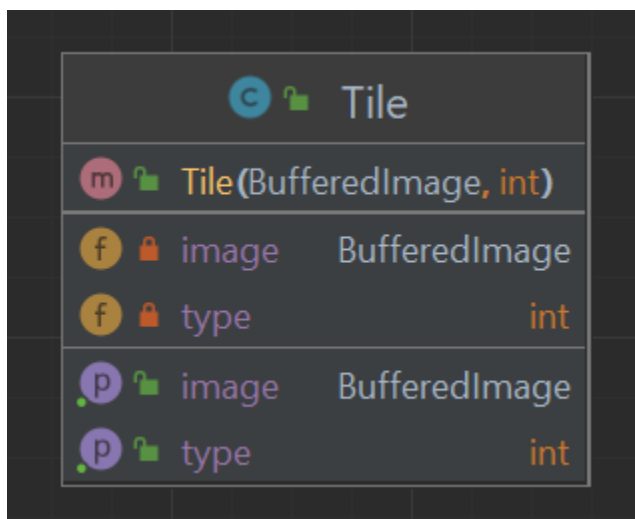 C Tile
m Tile(BufferedImage, int)
f image BufferedImage
f type int
p image BufferedImage
p type int